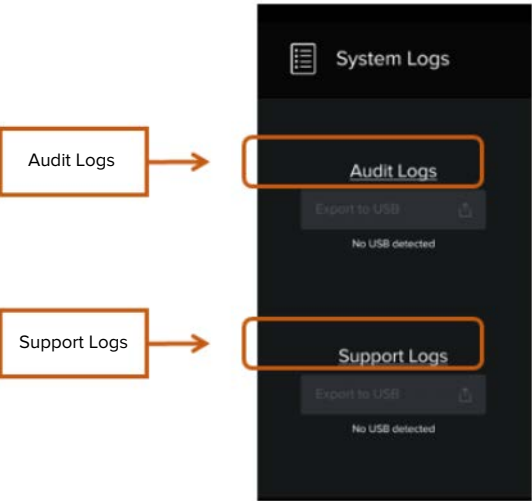 System Logs
Audit Logs
Audit Logs
Export to USB
No USB detected
Support Logs
Support Logs
Export to USB
No USB detected